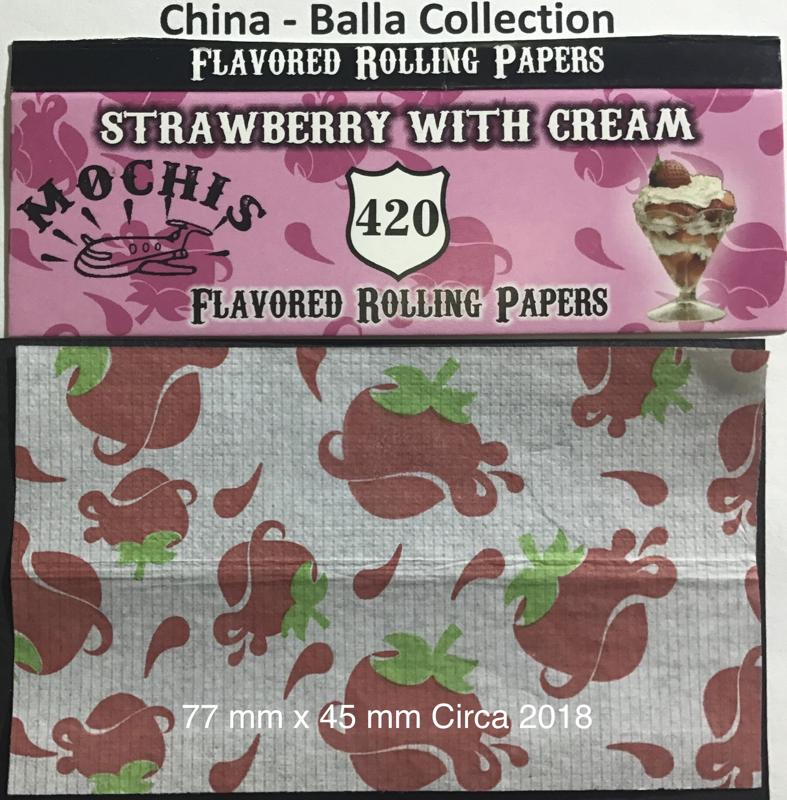 China - Balla Collection
FLAVORED ROLLING PAPERS
STRAWBERRY WITH CREAM
MOCHIS
420
FLAVORED ROLLING PAPERS
77 mm x 45 mm Circa 2018